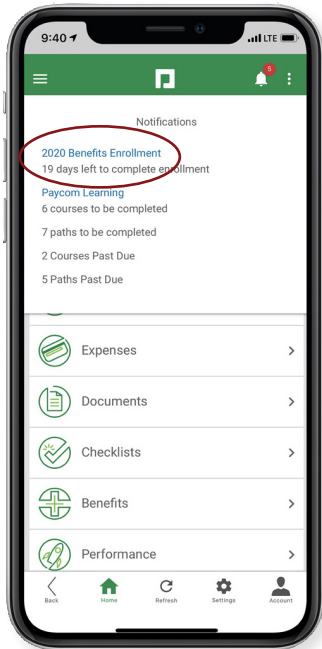 9:40
LTE
5
Notifications
2020 Benefits Enrollment
19 days left to complete enrollment
Paycom Learning
6 courses to be completed
7 paths to be completed
2 Courses Past Due
5 Paths Past Due
Expenses
Documents
Checklists
Benefits
Performance
Back
Home
Refresh
Settings
Account